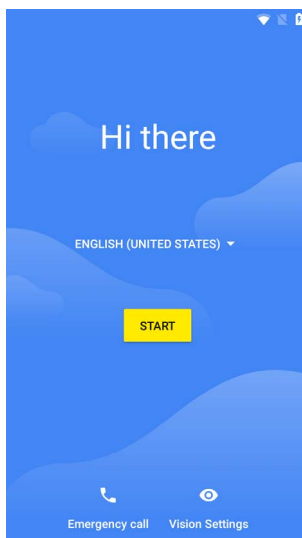 Hi there
ENGLISH (UNITED STATES)
START
Emergency call
Vision Settings